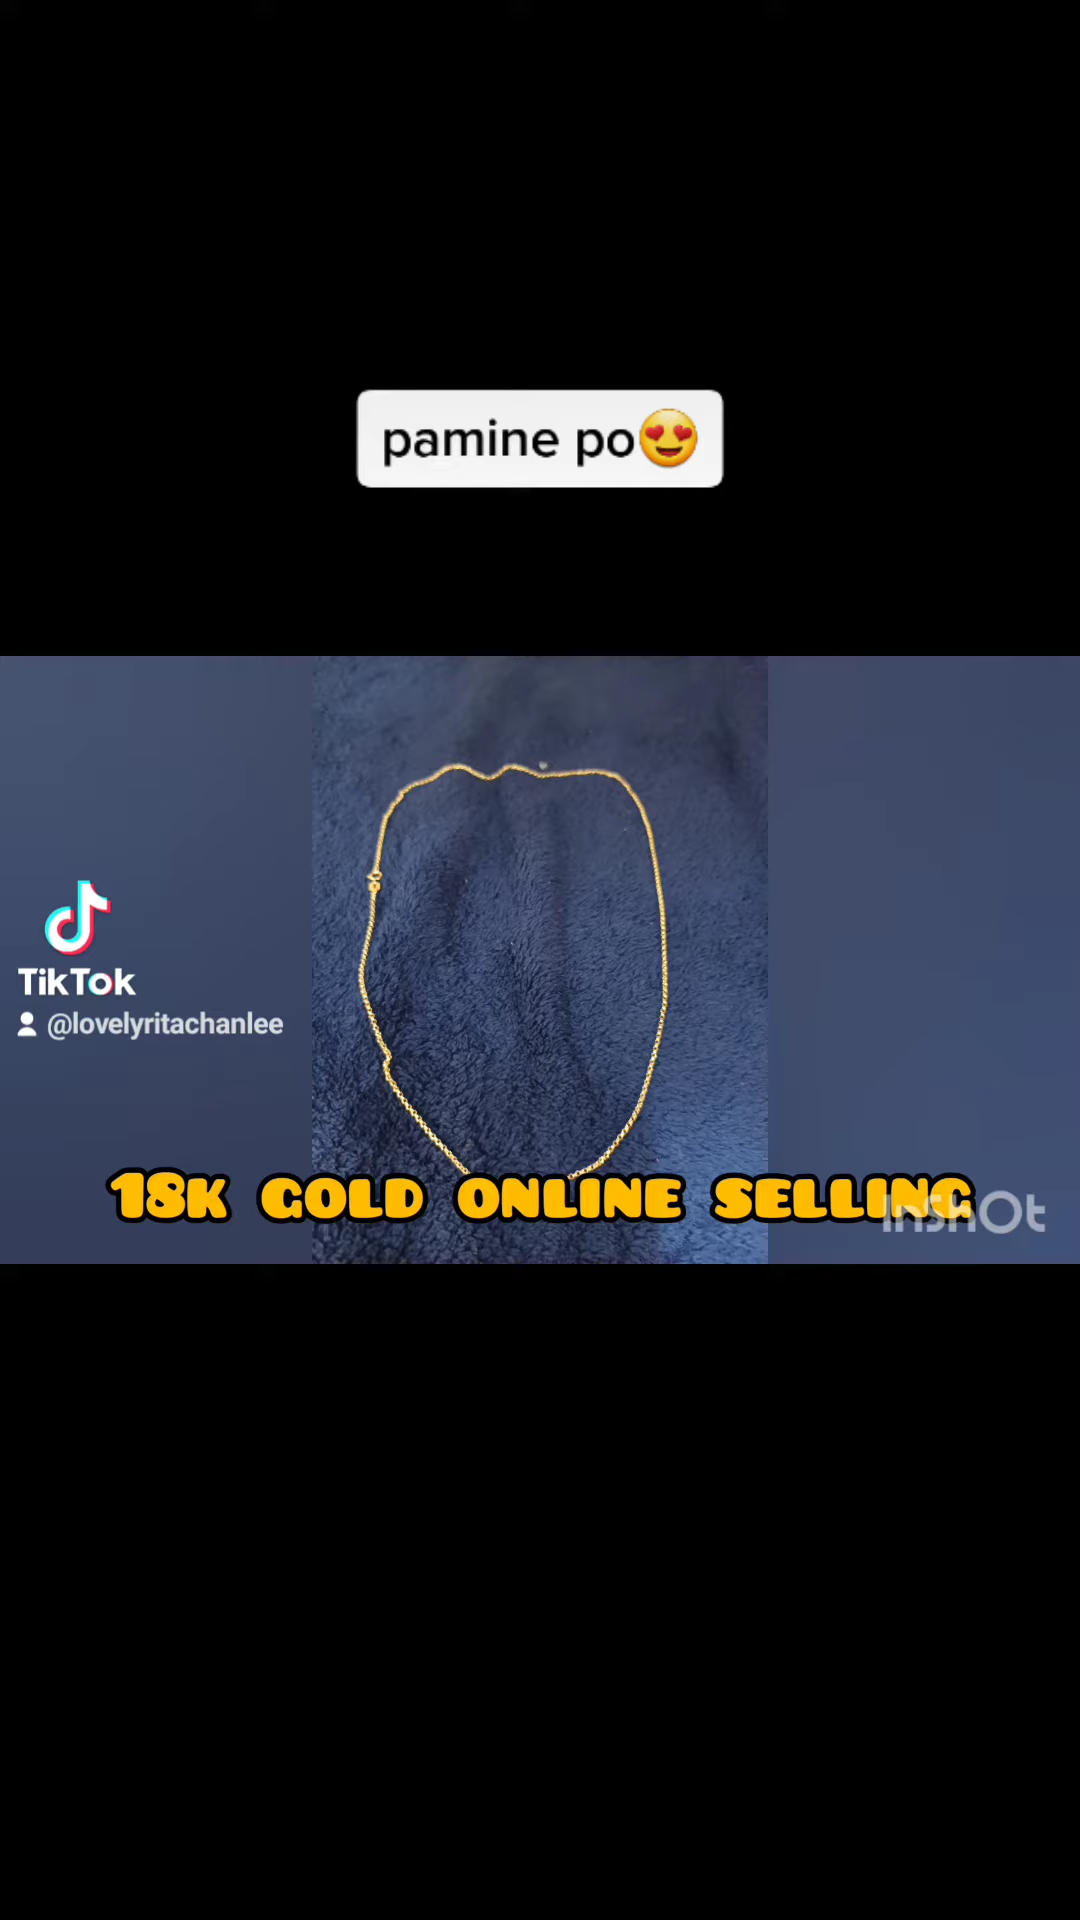 pamine po😍
TikTok
@lovelyritachanlee
18K GOLD ONLINE SELLING
InShOt